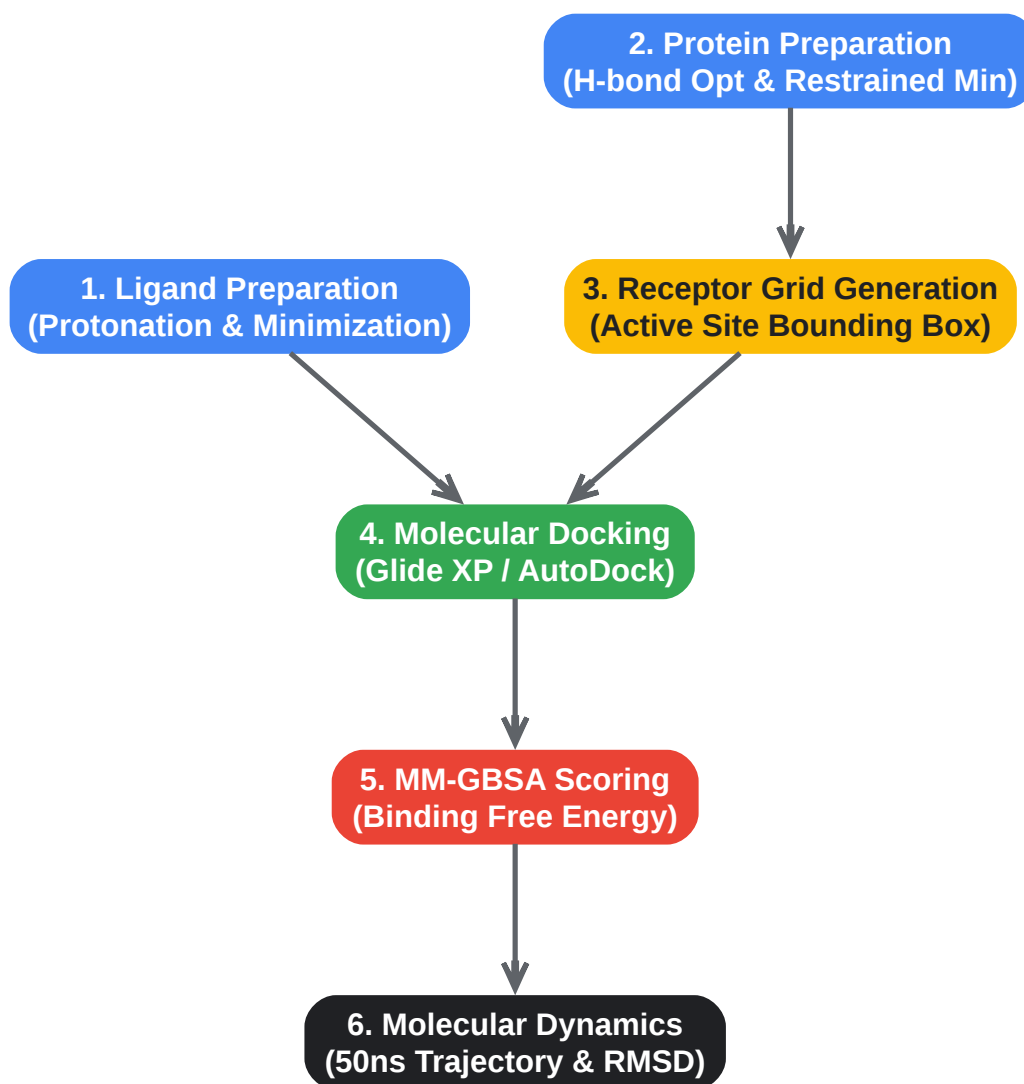 2. Protein Preparation
(H-bond Opt & Restrained Min)
1. Ligand Preparation
(Protonation & Minimization)
3. Receptor Grid Generation
(Active Site Bounding Box)
4. Molecular Docking
(Glide XP / AutoDock)
5. MM-GBSA Scoring
(Binding Free Energy)
6. Molecular Dynamics
(50ns Trajectory & RMSD)